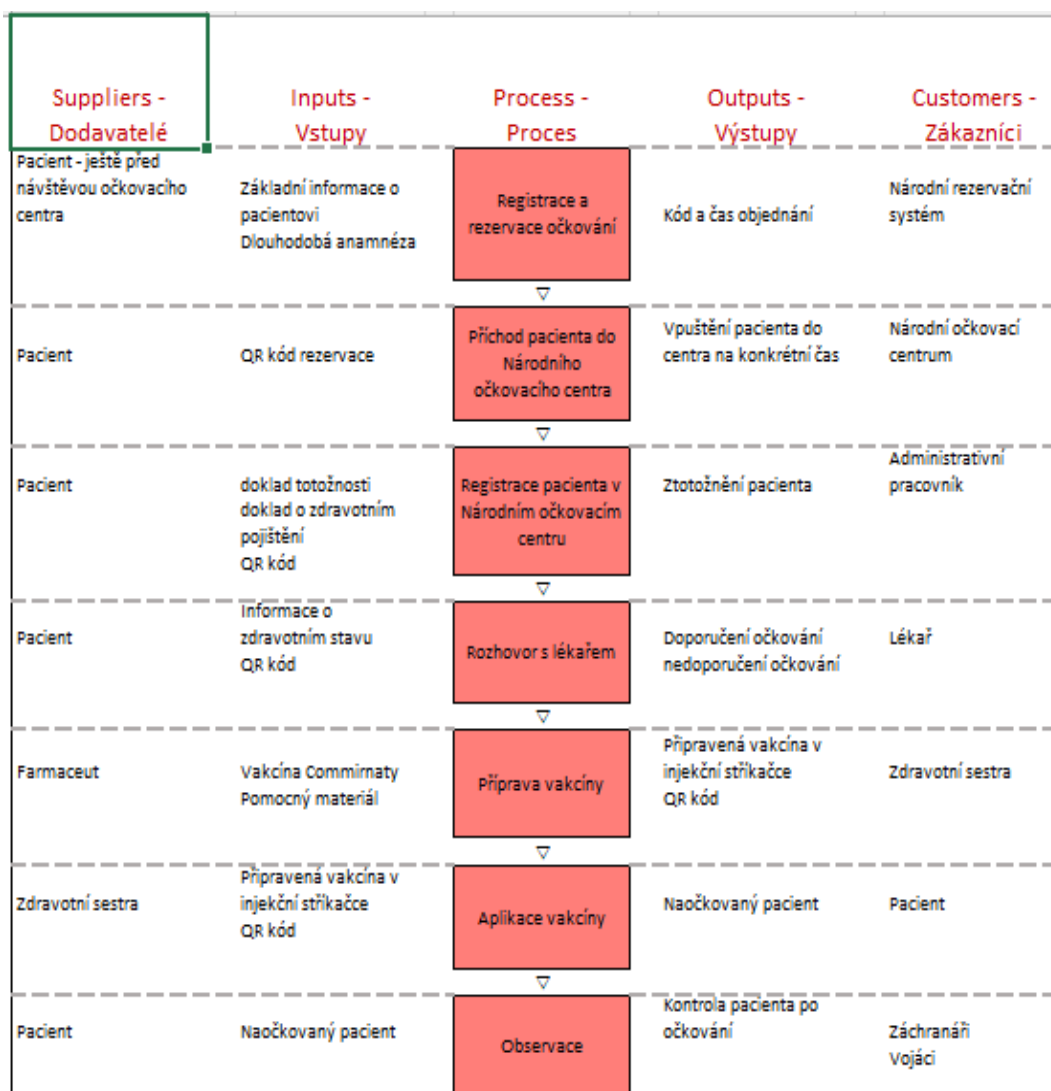 Suppliers -
Dodavatelé
Inputs -
Vstupy
Process -
Proces
Outputs -
Výstupy
Customers -
Zákazníci
Pacient - ještě před
návštěvou očkovacího
centra
Základní informace o
pacientovi
Dlouhodobá anamnéza
Registrace a
rezervace očkování
Kód a čas objednání
Národní rezervační
systém
Pacient
QR kód rezervace
Příchod pacienta do
Národního
očkovacího centra
Vpuštění pacienta do
centra na konkrétní čas
Národní očkovací
centrum
Pacient
doklad totožnosti
doklad o zdravotním
pojištění
QR kód
Registrace pacienta v
Národním očkovacím
centru
Ztotožnění pacienta
Administrativní
pracovník
Pacient
Informace o
zdravotním stavu
QR kód
Rozhovor s lékařem
Doporučení očkování
nedoporučení očkování
Lékař
Farmaceut
Vakcína Commirnaty
Pomocný materiál
Příprava vakcíny
Připravená vakcína v
injekční stříkačce
QR kód
Zdravotní sestra
Zdravotní sestra
Připravená vakcína v
injekční stříkačce
QR kód
Aplikace vakcíny
Naočkovaný pacient
Pacient
Pacient
Naočkovaný pacient
Observace
Kontrola pacienta po
očkování
Záchranáři
Vojáci